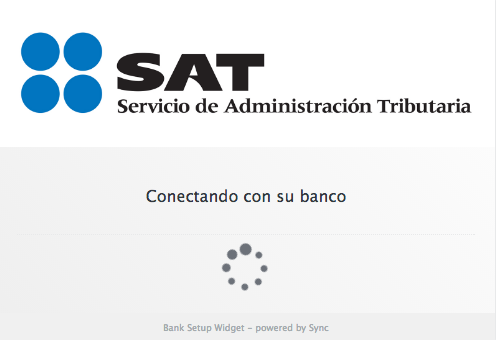 SAT
Servicio de Administración Tributaria
Conectando con su banco
Bank Setup Widget - powered by Sync